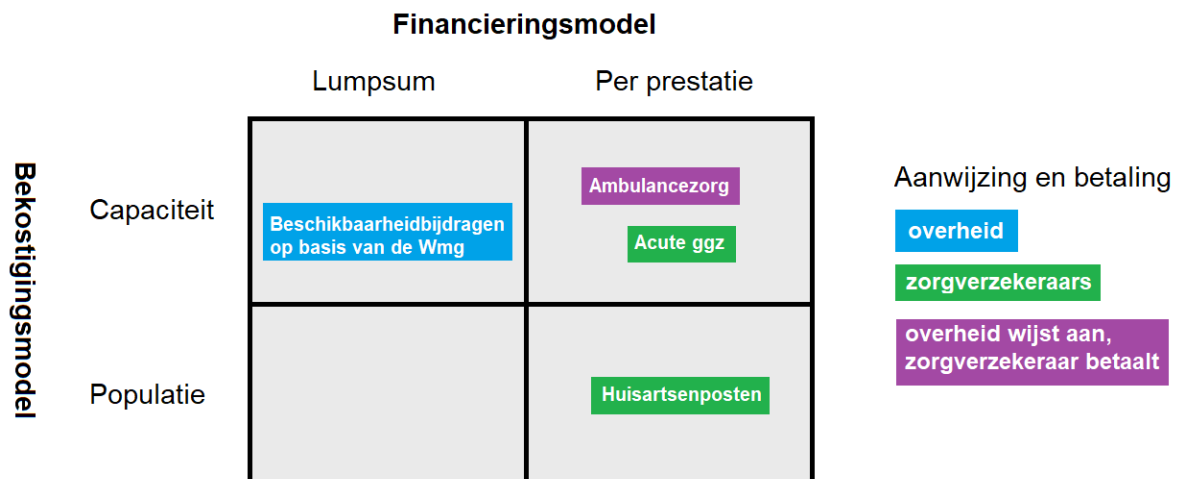 Financieringsmodel
Lumpsum
Per prestatie
Bekostigingsmodel
Capaciteit
Beschikbaarheidbijdragen
op basis van de Wmg
Ambulancezorg
Acute ggz
Populatie
Huisartsenposten
Aanwijzing en betaling
overheid
zorgverzekeraars
overheid wijst aan,
zorgverzekeraar betaalt